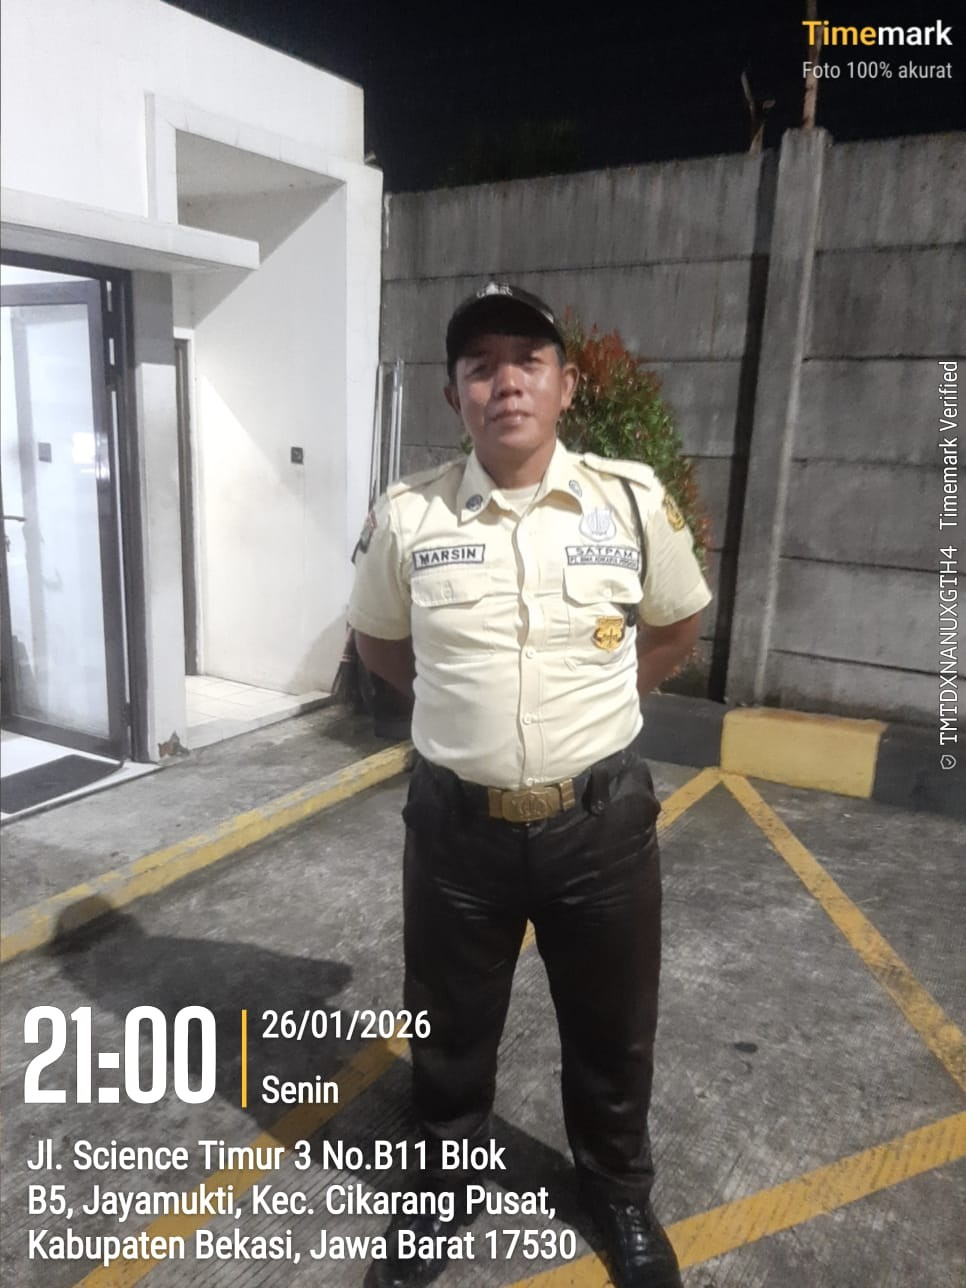 Timemark
Foto 100% akurat
MARSIN
SATPAM
TMTDXNANUXGTH4 Timemark Verified
21:00
26/01/2026
Senin
Jl. Science Timur 3 No.B11 Blok
B5, Jayamukti, Kec. Cikarang Pusat,
Kabupaten Bekasi, Jawa Barat 17530